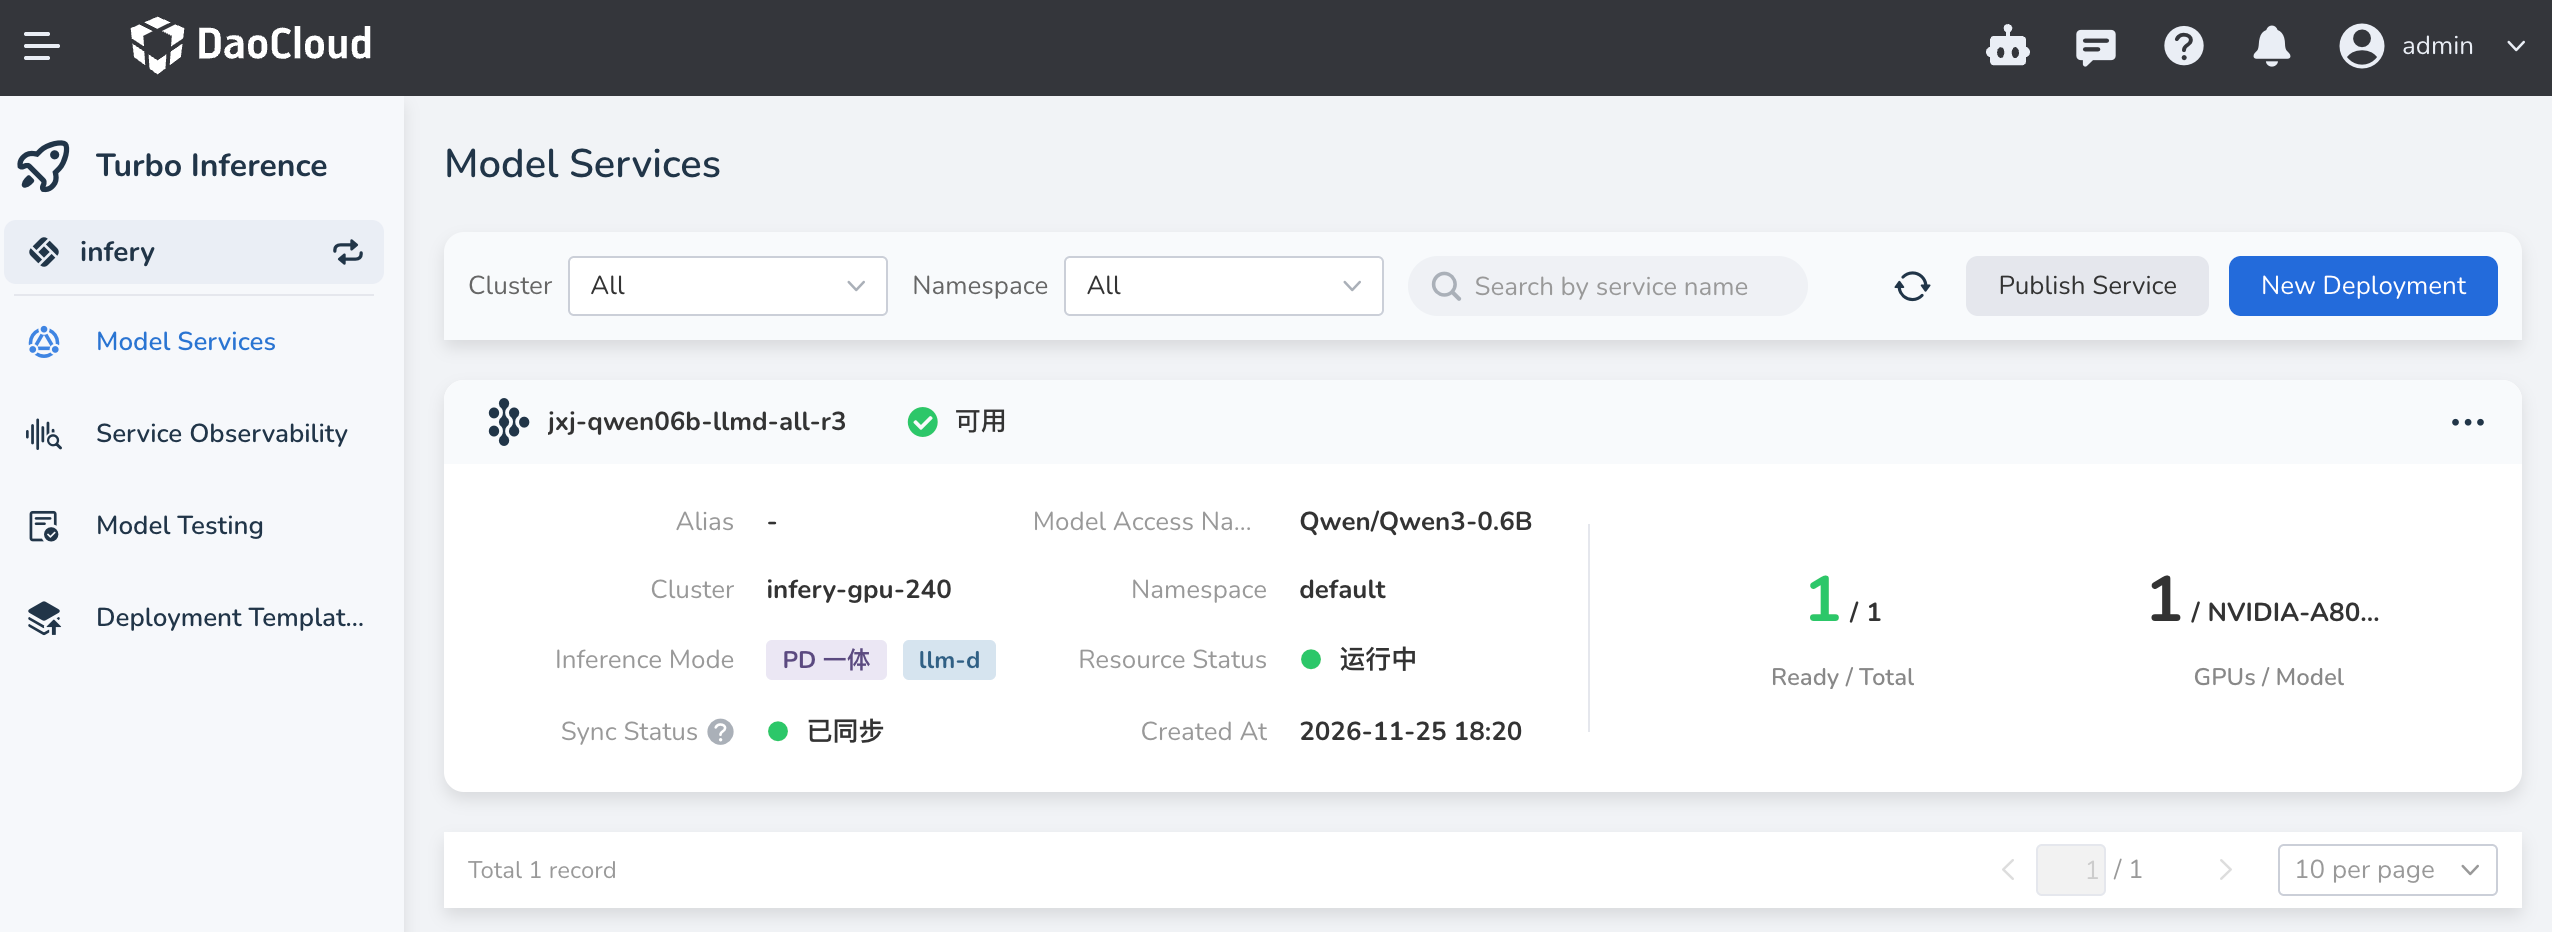 DaoCloud
admin
Turbo Inference
infery
Model Services
Service Observability
Model Testing
Deployment Templat...
Model Services
Cluster All Namespace All Search by service name Publish Service New Deployment
jxj-qwen06b-llmd-all-r3 可用
Alias - Model Access Na... Qwen/Qwen3-0.6B
Cluster infery-gpu-240 Namespace default
Inference Mode PD 一体 llm-d Resource Status 运行中
Sync Status ? 已同步 Created At 2026-11-25 18:20
1 / 1 1 / NVIDIA-A80...
Ready / Total GPUs / Model
Total 1 record 1 / 1 10 per page